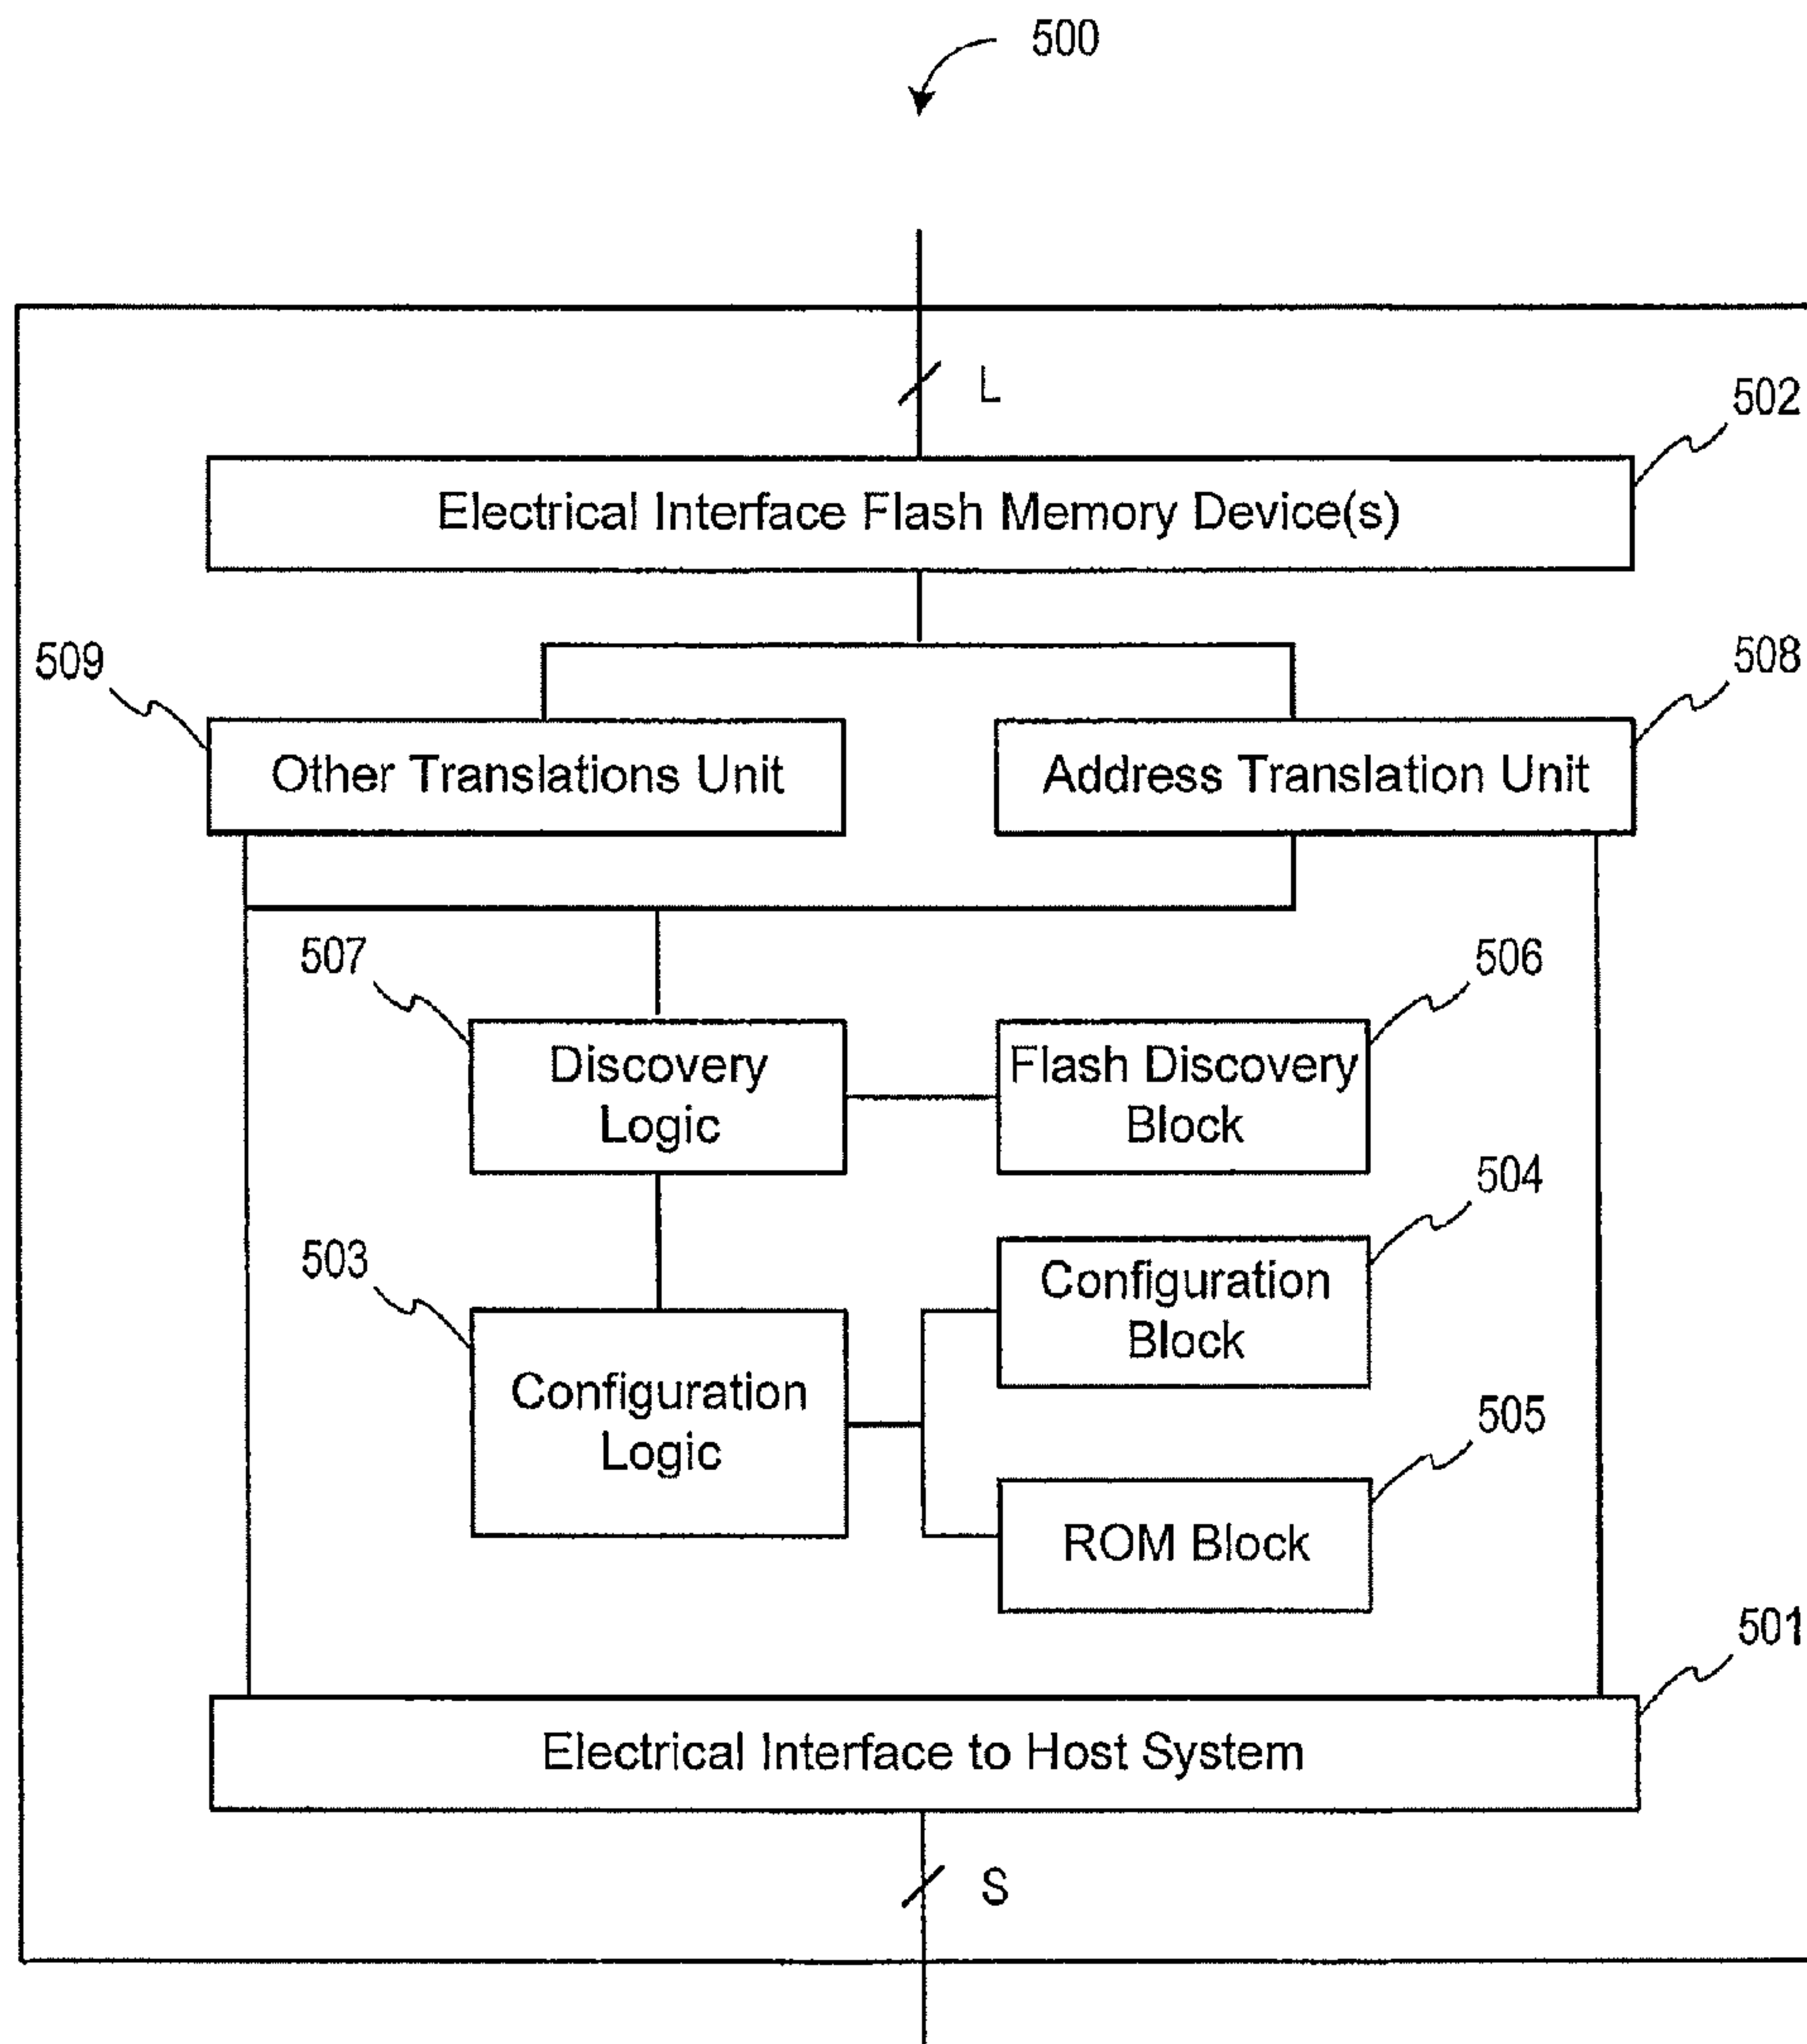 500
L
502
Electrical Interface Flash Memory Device(s)
509
508
Other Translations Unit
Address Translation Unit
507
506
Discovery
Logic
Flash Discovery
Block
504
503
Configuration
Block
Configuration
Logic
505
ROM Block
501
Electrical Interface to Host System
S